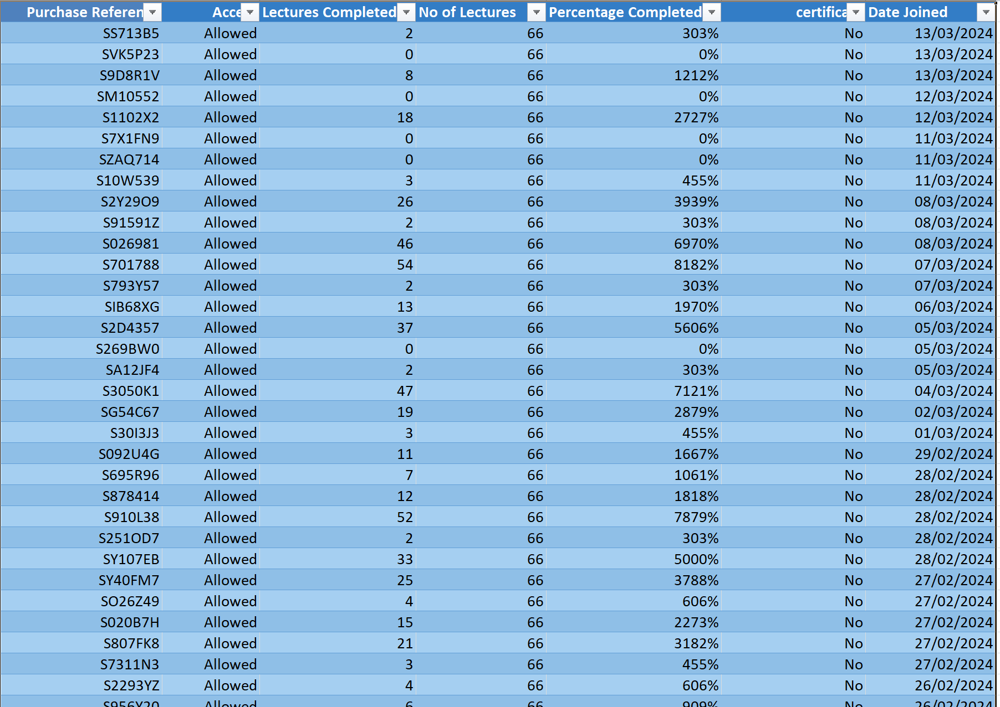 Purchase Referen Acce Lectures Completed No of Lectures Percentage Completed certifica Date Joined
SS713B5 Allowed 2 66 303% No 13/03/2024
SVK5P23 Allowed 0 66 0% No 13/03/2024
S9D8R1V Allowed 8 66 1212% No 13/03/2024
SM10552 Allowed 0 66 0% No 12/03/2024
S1102X2 Allowed 18 66 2727% No 12/03/2024
S7X1FN9 Allowed 0 66 0% No 11/03/2024
SZAQ714 Allowed 0 66 0% No 11/03/2024
S10W539 Allowed 3 66 455% No 11/03/2024
S2Y29O9 Allowed 26 66 3939% No 08/03/2024
S91591Z Allowed 2 66 303% No 08/03/2024
S026981 Allowed 46 66 6970% No 08/03/2024
S701788 Allowed 54 66 8182% No 07/03/2024
S793Y57 Allowed 2 66 303% No 07/03/2024
SIB68XG Allowed 13 66 1970% No 06/03/2024
S2D4357 Allowed 37 66 5606% No 05/03/2024
S269BW0 Allowed 0 66 0% No 05/03/2024
SA12JF4 Allowed 2 66 303% No 05/03/2024
S3050K1 Allowed 47 66 7121% No 04/03/2024
SG54C67 Allowed 19 66 2879% No 02/03/2024
S30I3J3 Allowed 3 66 455% No 01/03/2024
S092U4G Allowed 11 66 1667% No 29/02/2024
S695R96 Allowed 7 66 1061% No 28/02/2024
S878414 Allowed 12 66 1818% No 28/02/2024
S910L38 Allowed 52 66 7879% No 28/02/2024
S251OD7 Allowed 2 66 303% No 28/02/2024
SY107EB Allowed 33 66 5000% No 28/02/2024
SY40FM7 Allowed 25 66 3788% No 27/02/2024
SO26Z49 Allowed 4 66 606% No 27/02/2024
S020B7H Allowed 15 66 2273% No 27/02/2024
S807FK8 Allowed 21 66 3182% No 27/02/2024
S7311N3 Allowed 3 66 455% No 27/02/2024
S2293YZ Allowed 4 66 606% No 26/02/2024
S956Y20 Allowed 6 66 909% No 26/02/2024